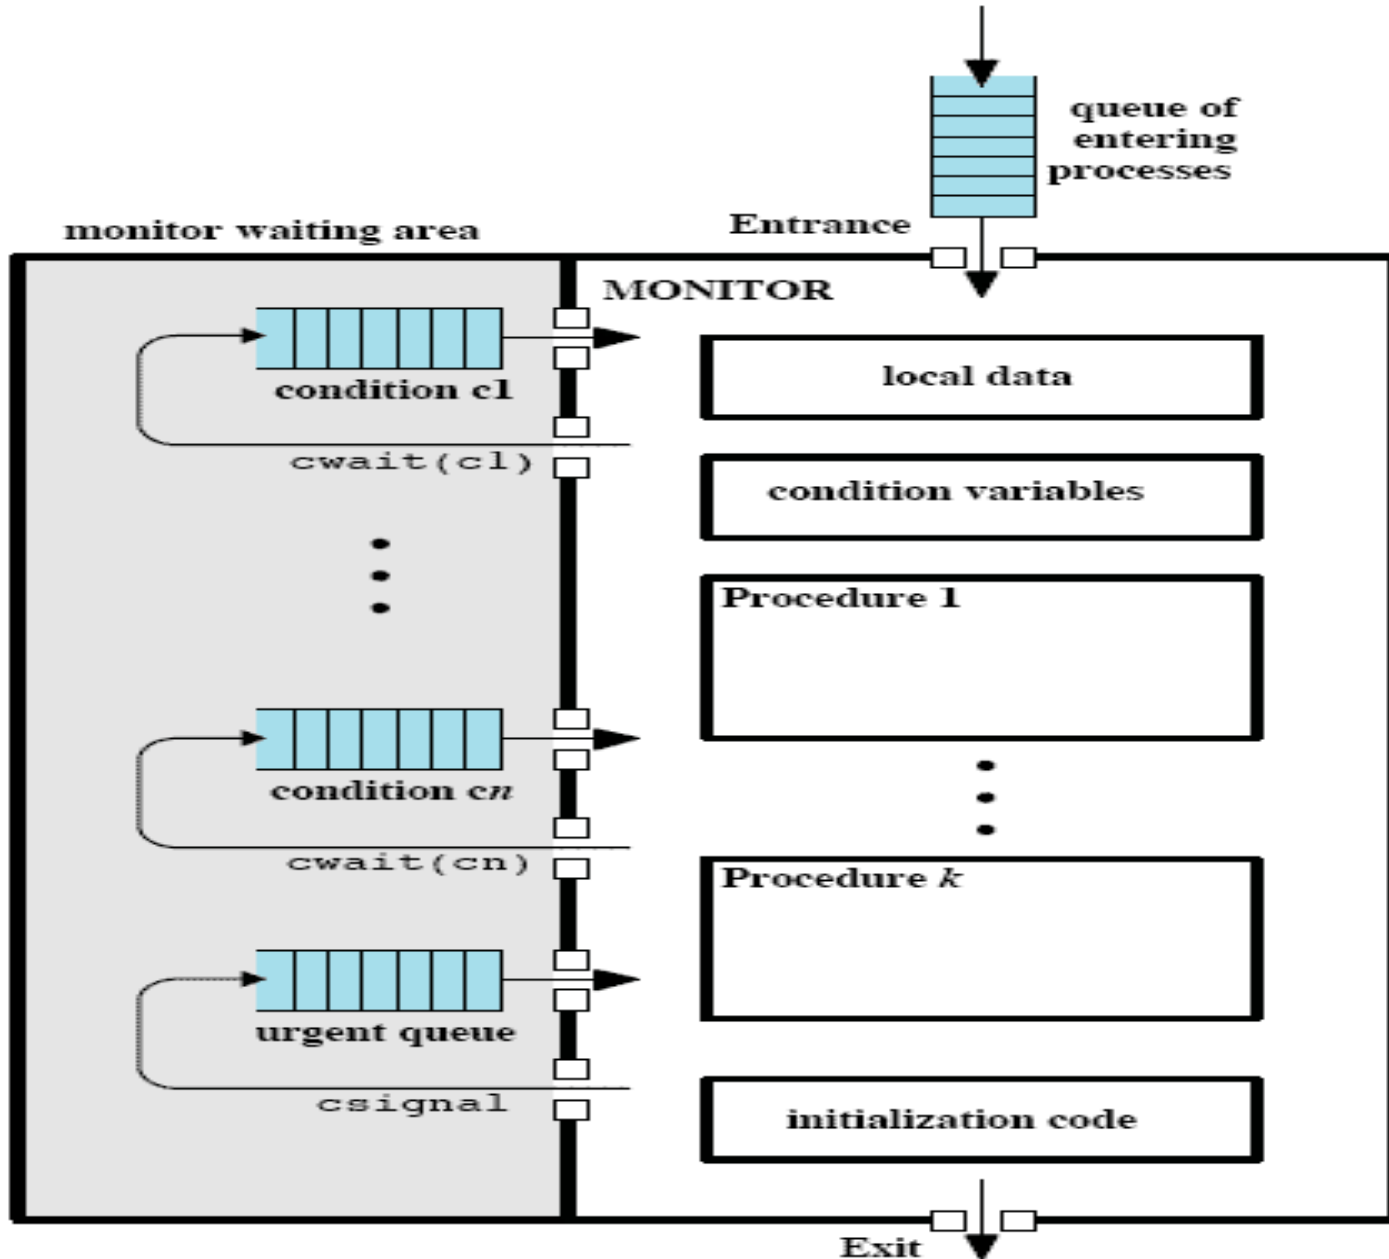 queue of
entering
processes
Entrance
monitor waiting area
MONITOR
local data
condition c1
cwait(c1)
condition variables
Procedure 1
condition cn
cwait(cn)
Procedure k
urgent queue
csignal
initialization code
Exit